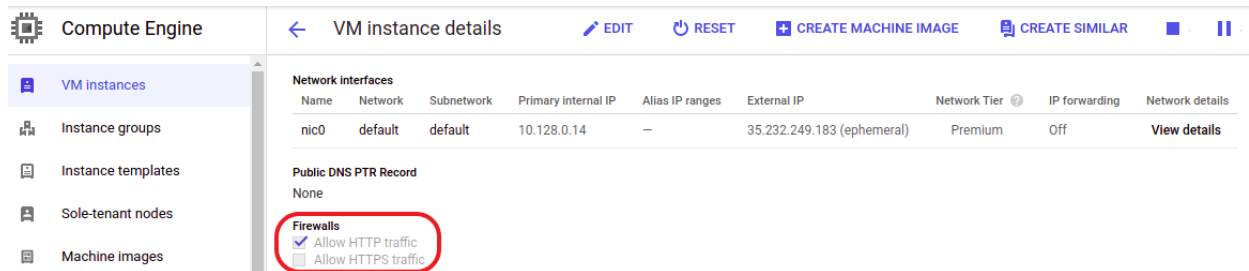 Compute Engine
VM instance details EDIT RESET CREATE MACHINE IMAGE CREATE SIMILAR
VM instances
Instance groups
Instance templates
Sole-tenant nodes
Machine images
Network interfaces
Name Network Subnetwork Primary internal IP Alias IP ranges External IP Network Tier IP forwarding Network details
nic0 default default 10.128.0.14 — 35.232.249.183 (ephemeral) Premium Off View details
Public DNS PTR Record
None
Firewalls
Allow HTTP traffic
Allow HTTPS traffic